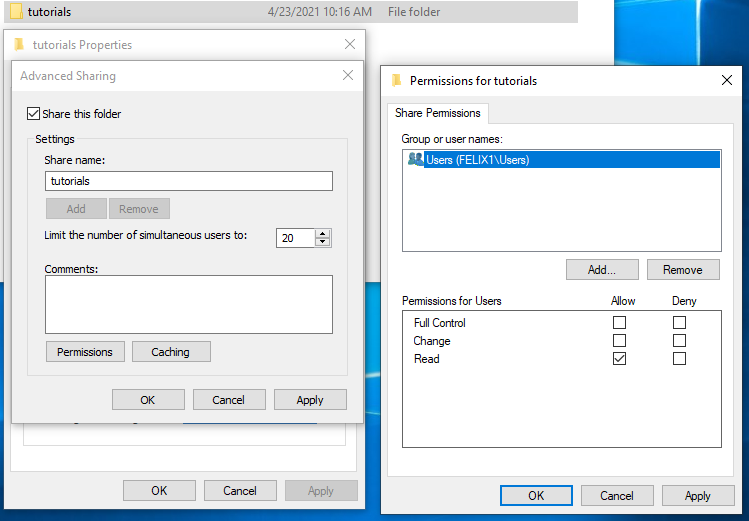 tutorials 4/23/2021 10:16 AM File folder
tutorials Properties
Advanced Sharing
Share this folder
Settings
Share name:
tutorials
Add Remove
Limit the number of simultaneous users to: 20
Comments:
Permissions Caching
OK Cancel Apply
OK Cancel Apply
Permissions for tutorials
Share Permissions
Group or user names:
Users (FELIX1\Users)
Add... Remove
Permissions for Users Allow Deny
Full Control
Change
Read
OK Cancel Apply